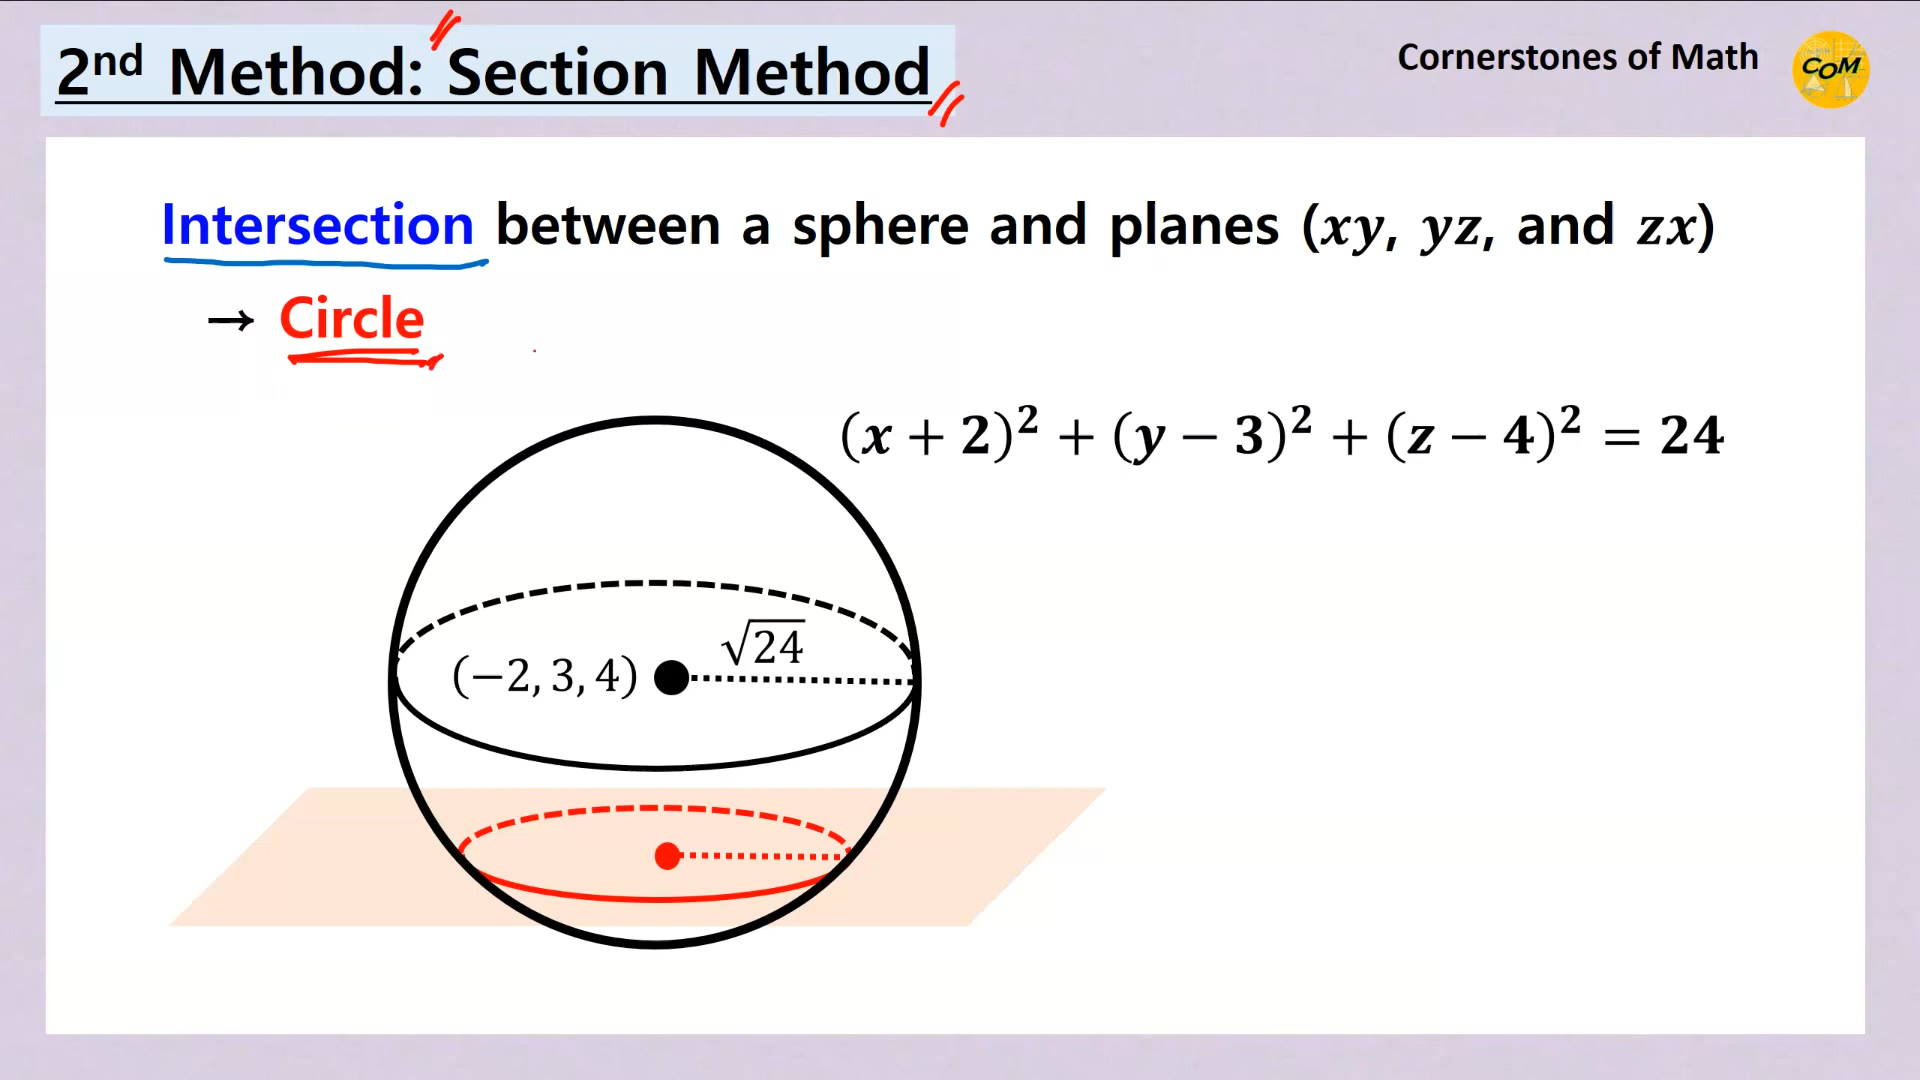 2nd Method: Section Method
Cornerstones of Math
COM
Intersection between a sphere and planes (xy, yz, and zx)
→ Circle
(x + 2)² + (y − 3)² + (z − 4)² = 24
√24
(−2, 3, 4)